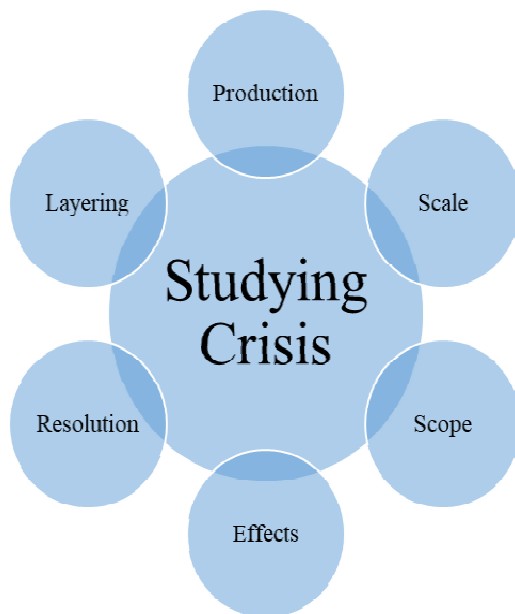 Production
Layering
Scale
Studying
Crisis
Resolution
Scope
Effects